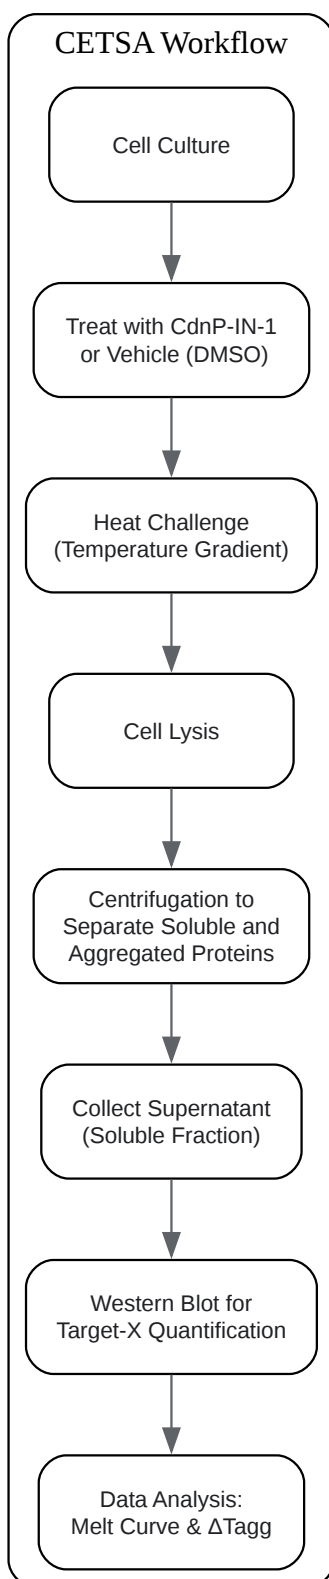 CETSA Workflow
Cell Culture
Treat with CdnP-IN-1
or Vehicle (DMSO)
Heat Challenge
(Temperature Gradient)
Cell Lysis
Centrifugation to
Separate Soluble and
Aggregated Proteins
Collect Supernatant
(Soluble Fraction)
Western Blot for
Target-X Quantification
Data Analysis:
Melt Curve & ΔTagg